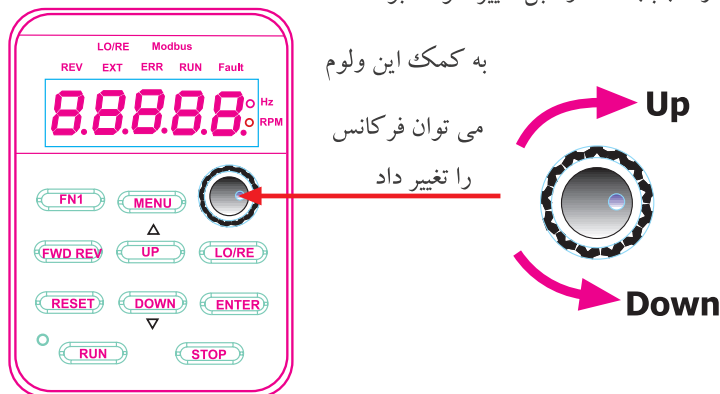 به کمک این ولوم
می توان فرکانس
را تغییر داد
LO/RE Modbus
REV EXT ERR RUN Fault
8.8.8.8.8.
Hz
RPM
FN1 MENU
FWD REV UP LO/RE
RESET DOWN ENTER
RUN STOP
Up
Down